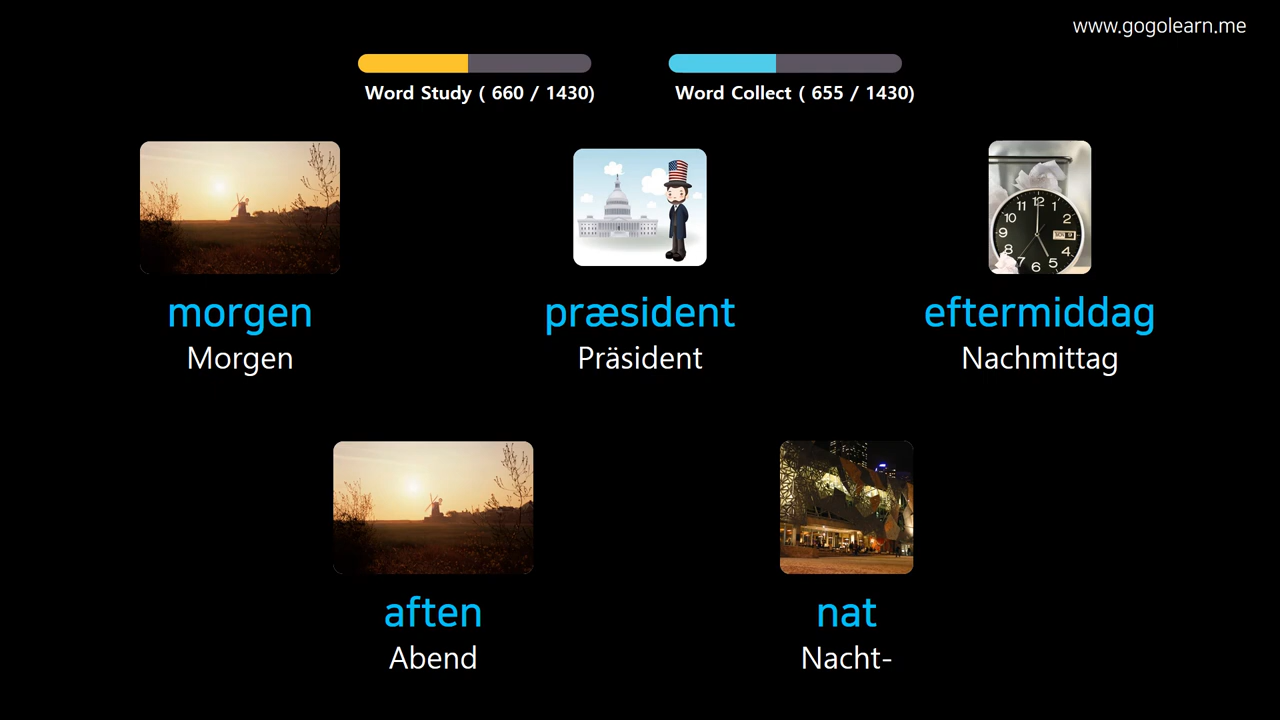 www.gogolearn.me
Word Study ( 660 / 1430)
Word Collect ( 655 / 1430)
morgen
Morgen
præsident
Präsident
eftermiddag
Nachmittag
aften
Abend
nat
Nacht-